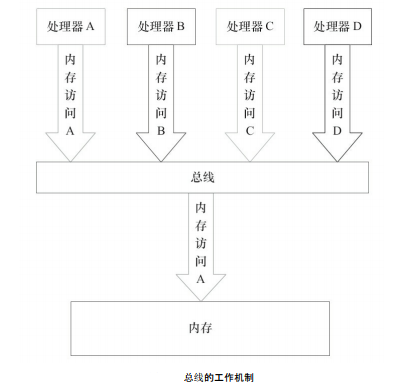 处理器 A
处理器 B
处理器 C
处理器 D
内存访问 A
内存访问 B
内存访问 C
内存访问 D
总线
内存访问 A
内存
总线的工作机制